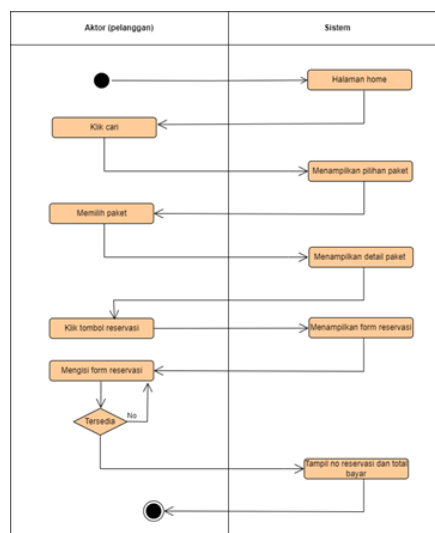 Aktor (pelanggan)
Sistem
Halaman home
Klik cari
Menampilkan pilihan paket
Memilih paket
Menampilkan detail paket
Klik tombol reservasi
Menampilkan form reservasi
Mengisi form reservasi
Tersedia
No
Tampil no reservasi dan total
bayar